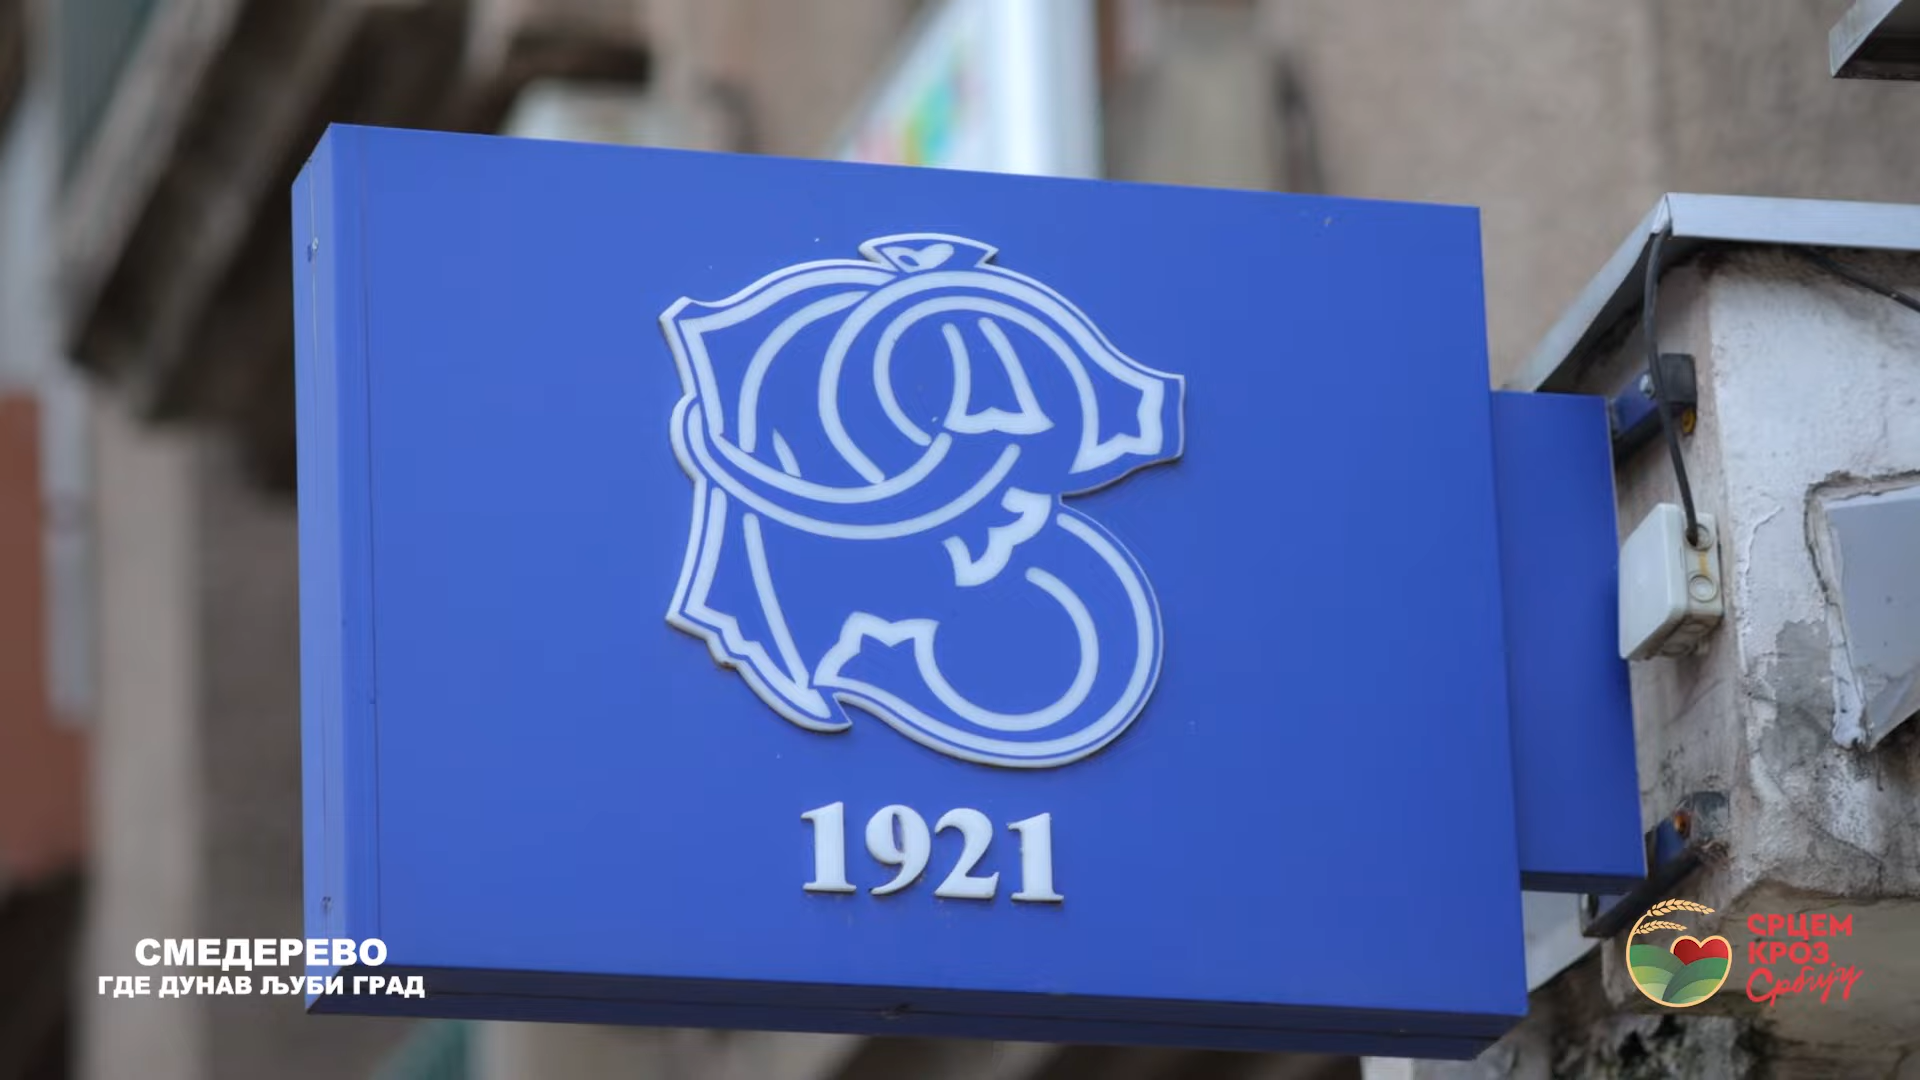 1921
СМЕДЕРЕВО
ГДЕ ДУНАВ ЉУБИ ГРАД
СРЦЕМ
КРОЗ
Србију